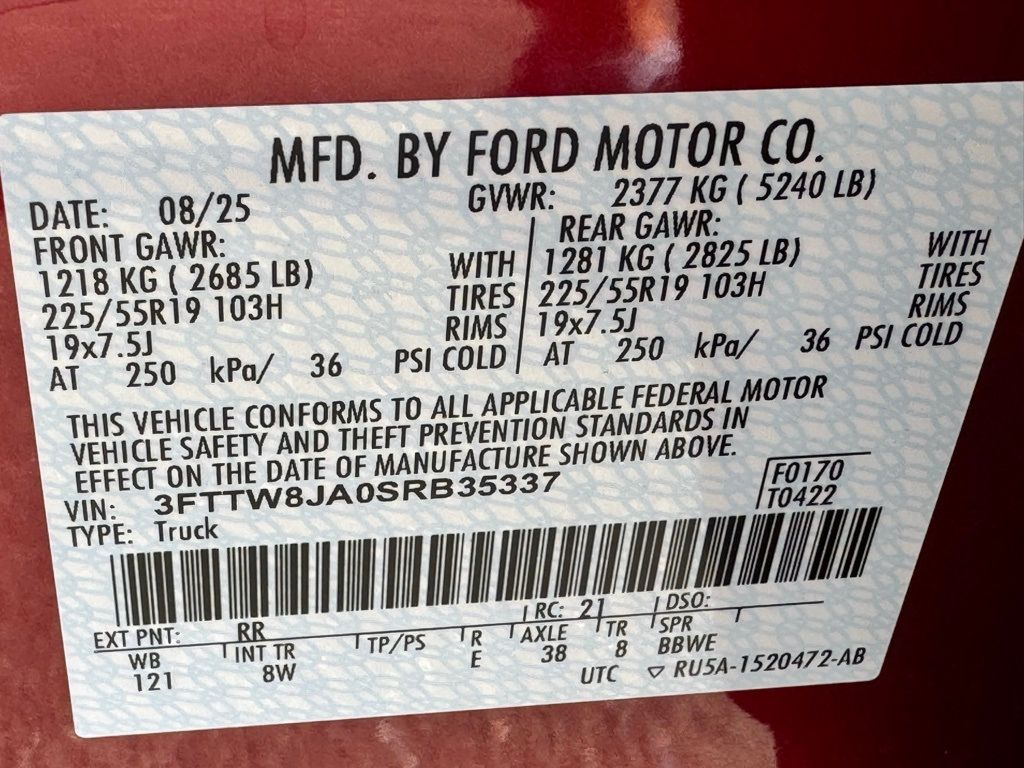 MFD. BY FORD MOTOR CO.
DATE: 08/25 GVWR: 2377 KG ( 5240 LB)
FRONT GAWR: REAR GAWR:
1218 KG ( 2685 LB) WITH 1281 KG ( 2825 LB) WITH
225/55R19 103H TIRES 225/55R19 103H TIRES
19x7.5J RIMS 19x7.5J RIMS
AT 250 kPa/ 36 PSI COLD AT 250 kPa/ 36 PSI COLD
THIS VEHICLE CONFORMS TO ALL APPLICABLE FEDERAL MOTOR
VEHICLE SAFETY AND THEFT PREVENTION STANDARDS IN
EFFECT ON THE DATE OF MANUFACTURE SHOWN ABOVE.
VIN: 3FTTW8JA0SRB35337 F0170
TYPE: Truck T0422
EXT PNT: RR RC: 21 DSO:
WB INT TR TP/PS R AXLE TR SPR
121 8W E 38 8 BBWE
UTC ▽ RU5A-1520472-AB